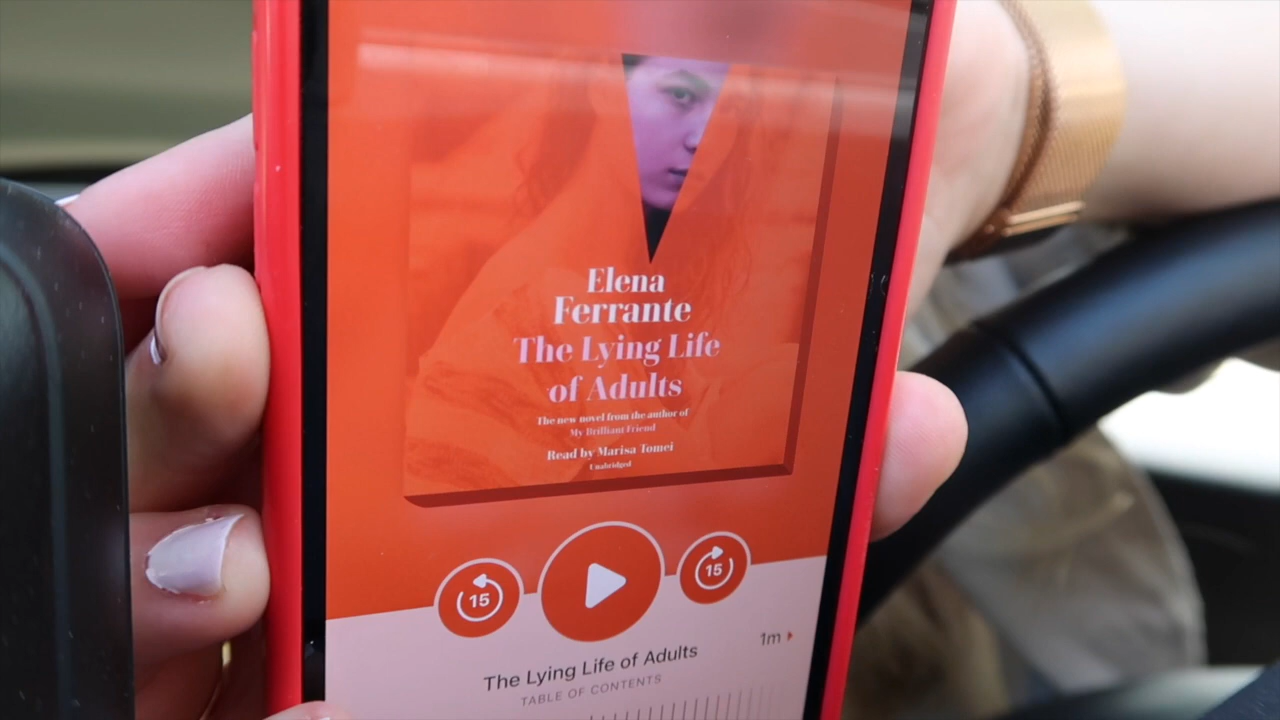 Elena
Ferrante
The Lying Life
of Adults
The new novel from the author of
My Brilliant Friend
Read by Marisa Tomei
Unabridged
15
15
1m
The Lying Life of Adults
TABLE OF CONTENTS